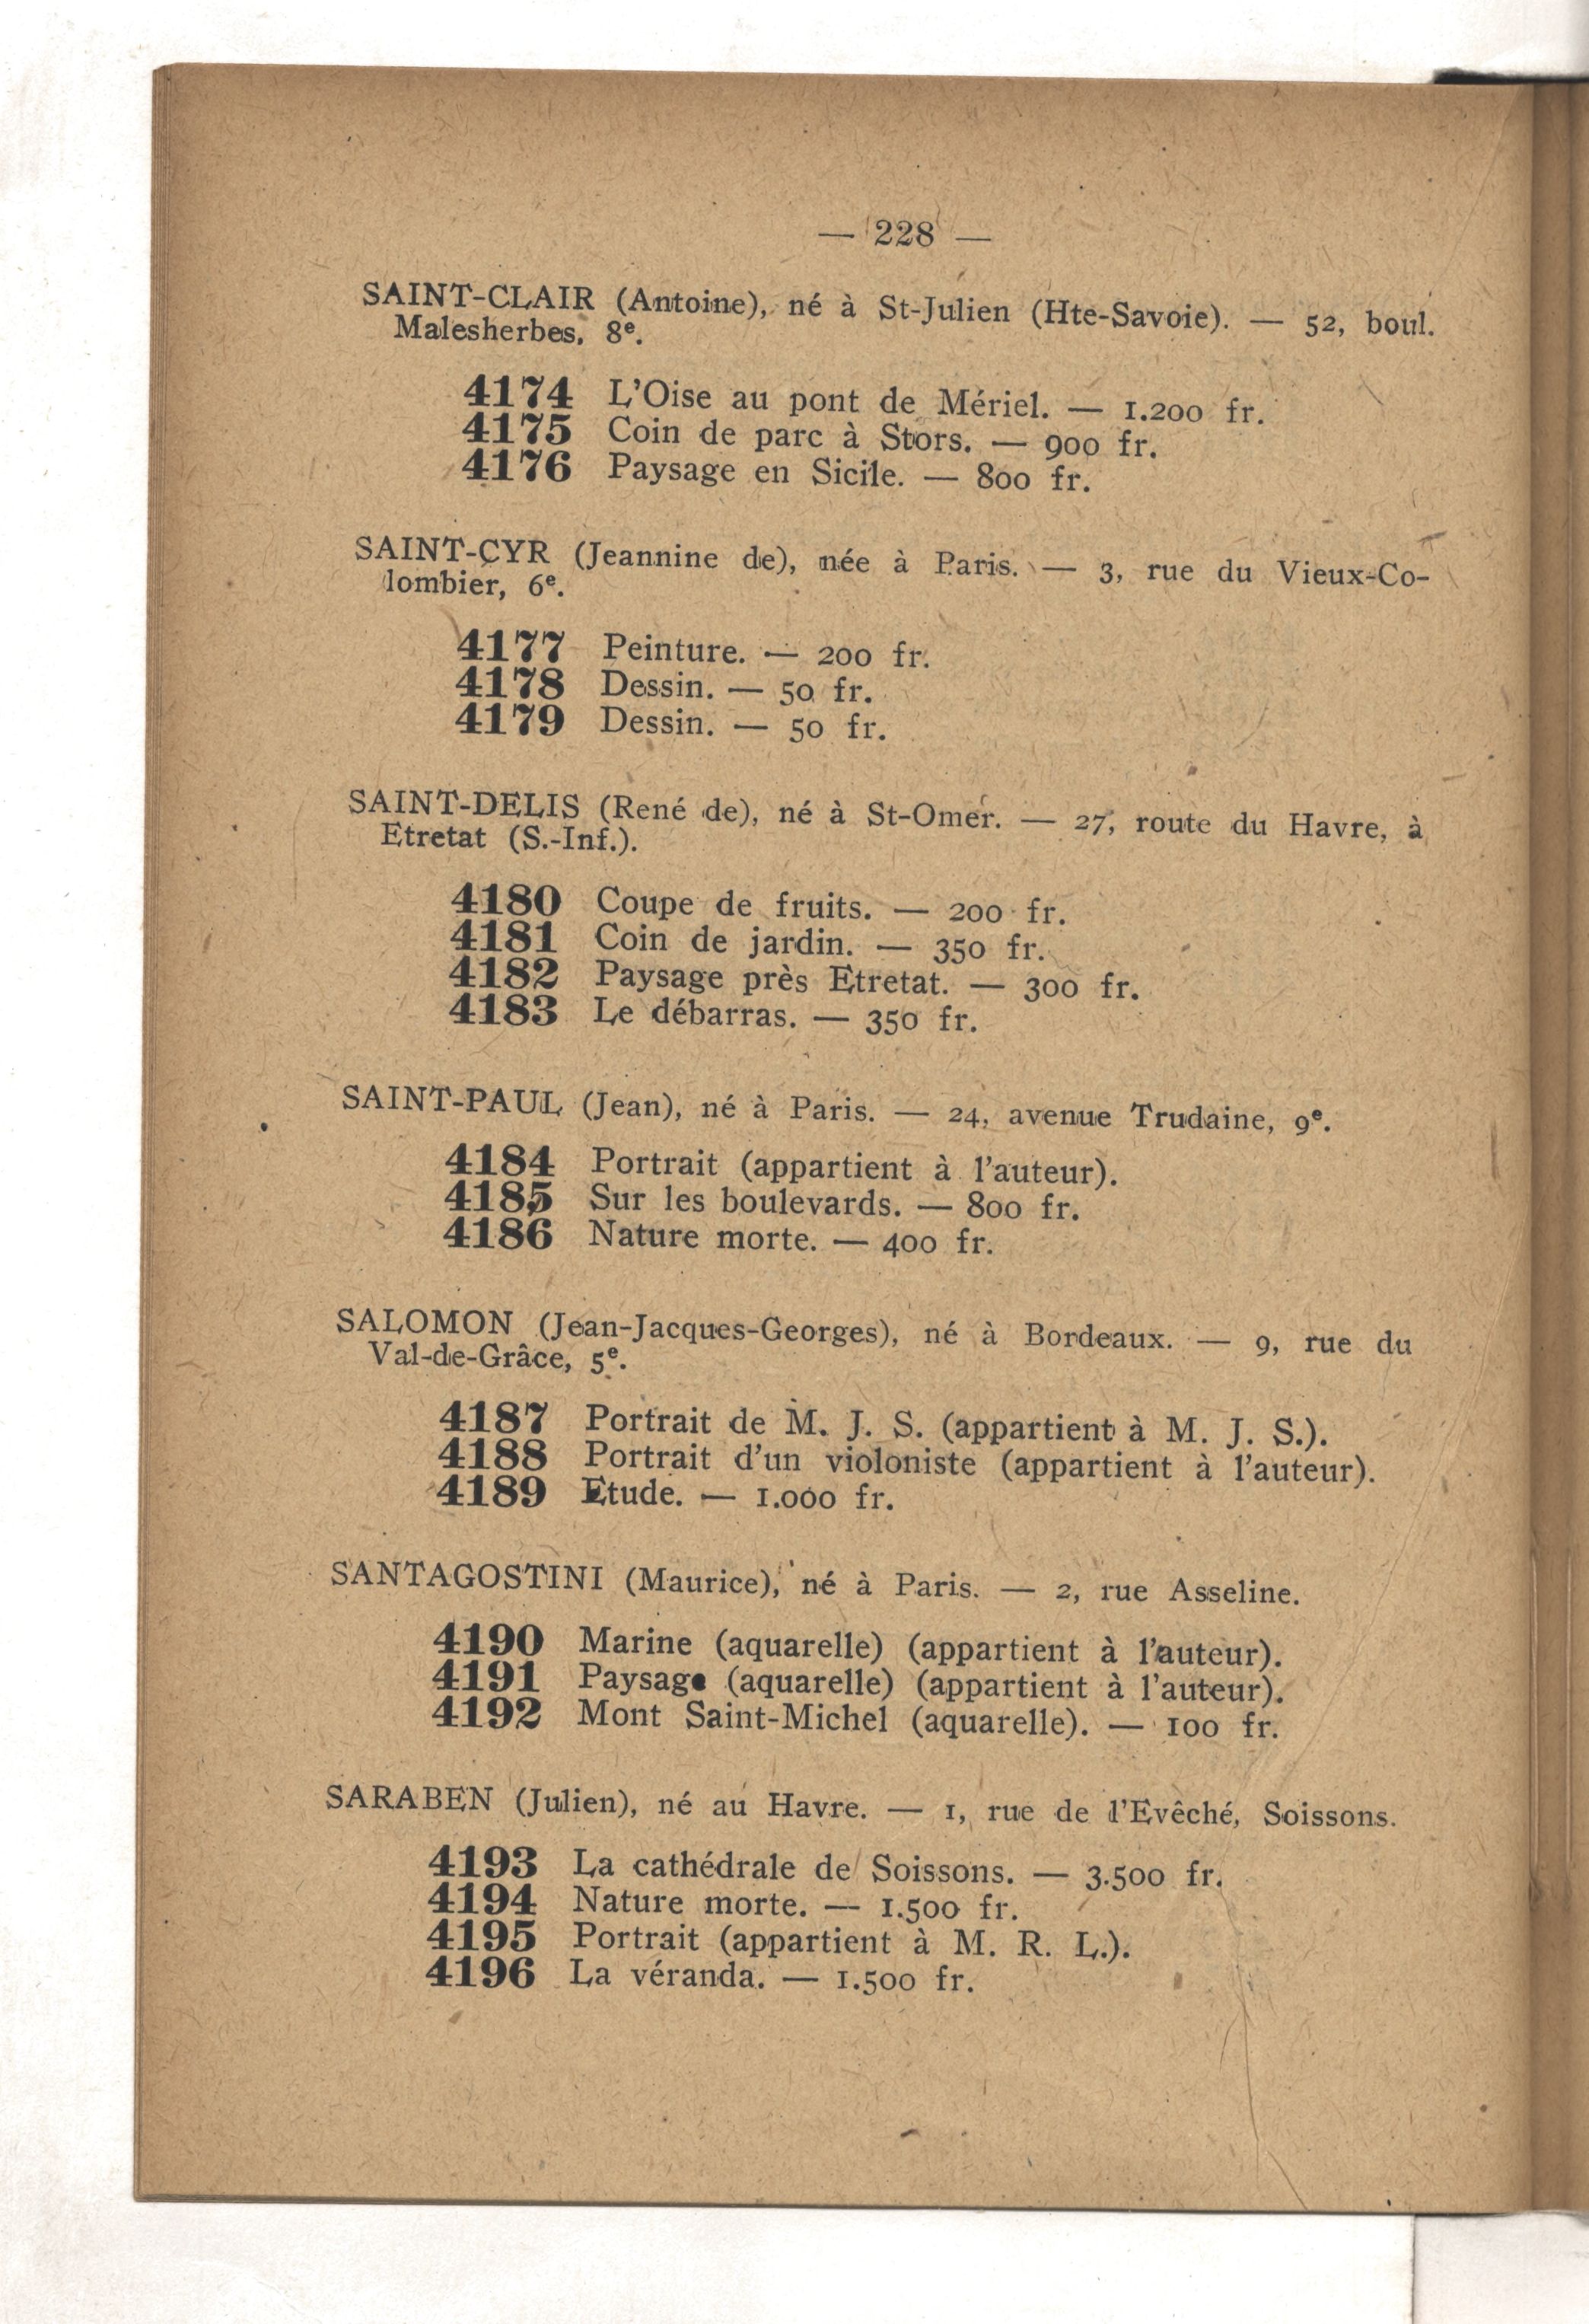 — 228 —
SAINT-CLAIR (Antoine), né à St-Julien (Hte-Savoie). — 52, boul.
Malesherbes, 8e.
4174 L'Oise au pont de Mériel. — 1.200 fr.
4175 Coin de parc à Stors. — 900 fr.
4176 Paysage en Sicile. — 800 fr.
SAINT-CYR (Jeannine de), née à Paris. — 3, rue du Vieux-Co-
lombier, 6e.
4177 Peinture. — 200 fr.
4178 Dessin. — 50 fr.
4179 Dessin. — 50 fr.
SAINT-DELIS (René de), né à St-Omer. — 27, route du Havre, à
Etretat (S.-Inf.).
4180 Coupe de fruits. — 200 fr.
4181 Coin de jardin. — 350 fr.
4182 Paysage près Etretat. — 300 fr.
4183 Le débarras. — 350 fr.
SAINT-PAUL (Jean), né à Paris. — 24, avenue Trudaine, 9e.
4184 Portrait (appartient à l'auteur).
4185 Sur les boulevards. — 800 fr.
4186 Nature morte. — 400 fr.
SALOMON (Jean-Jacques-Georges), né à Bordeaux. — 9, rue du
Val-de-Grâce, 5e.
4187 Portrait de M. J. S. (appartient à M. J. S.).
4188 Portrait d'un violoniste (appartient à l'auteur).
4189 Etude. — 1.000 fr.
SANTAGOSTINI (Maurice), né à Paris. — 2, rue Asseline.
4190 Marine (aquarelle) (appartient à l'auteur).
4191 Paysage (aquarelle) (appartient à l'auteur).
4192 Mont Saint-Michel (aquarelle). — 100 fr.
SARABEN (Julien), né au Havre. — 1, rue de l'Evêché, Soissons.
4193 La cathédrale de Soissons. — 3.500 fr.
4194 Nature morte. — 1.500 fr.
4195 Portrait (appartient à M. R. L.).
4196 La véranda. — 1.500 fr.